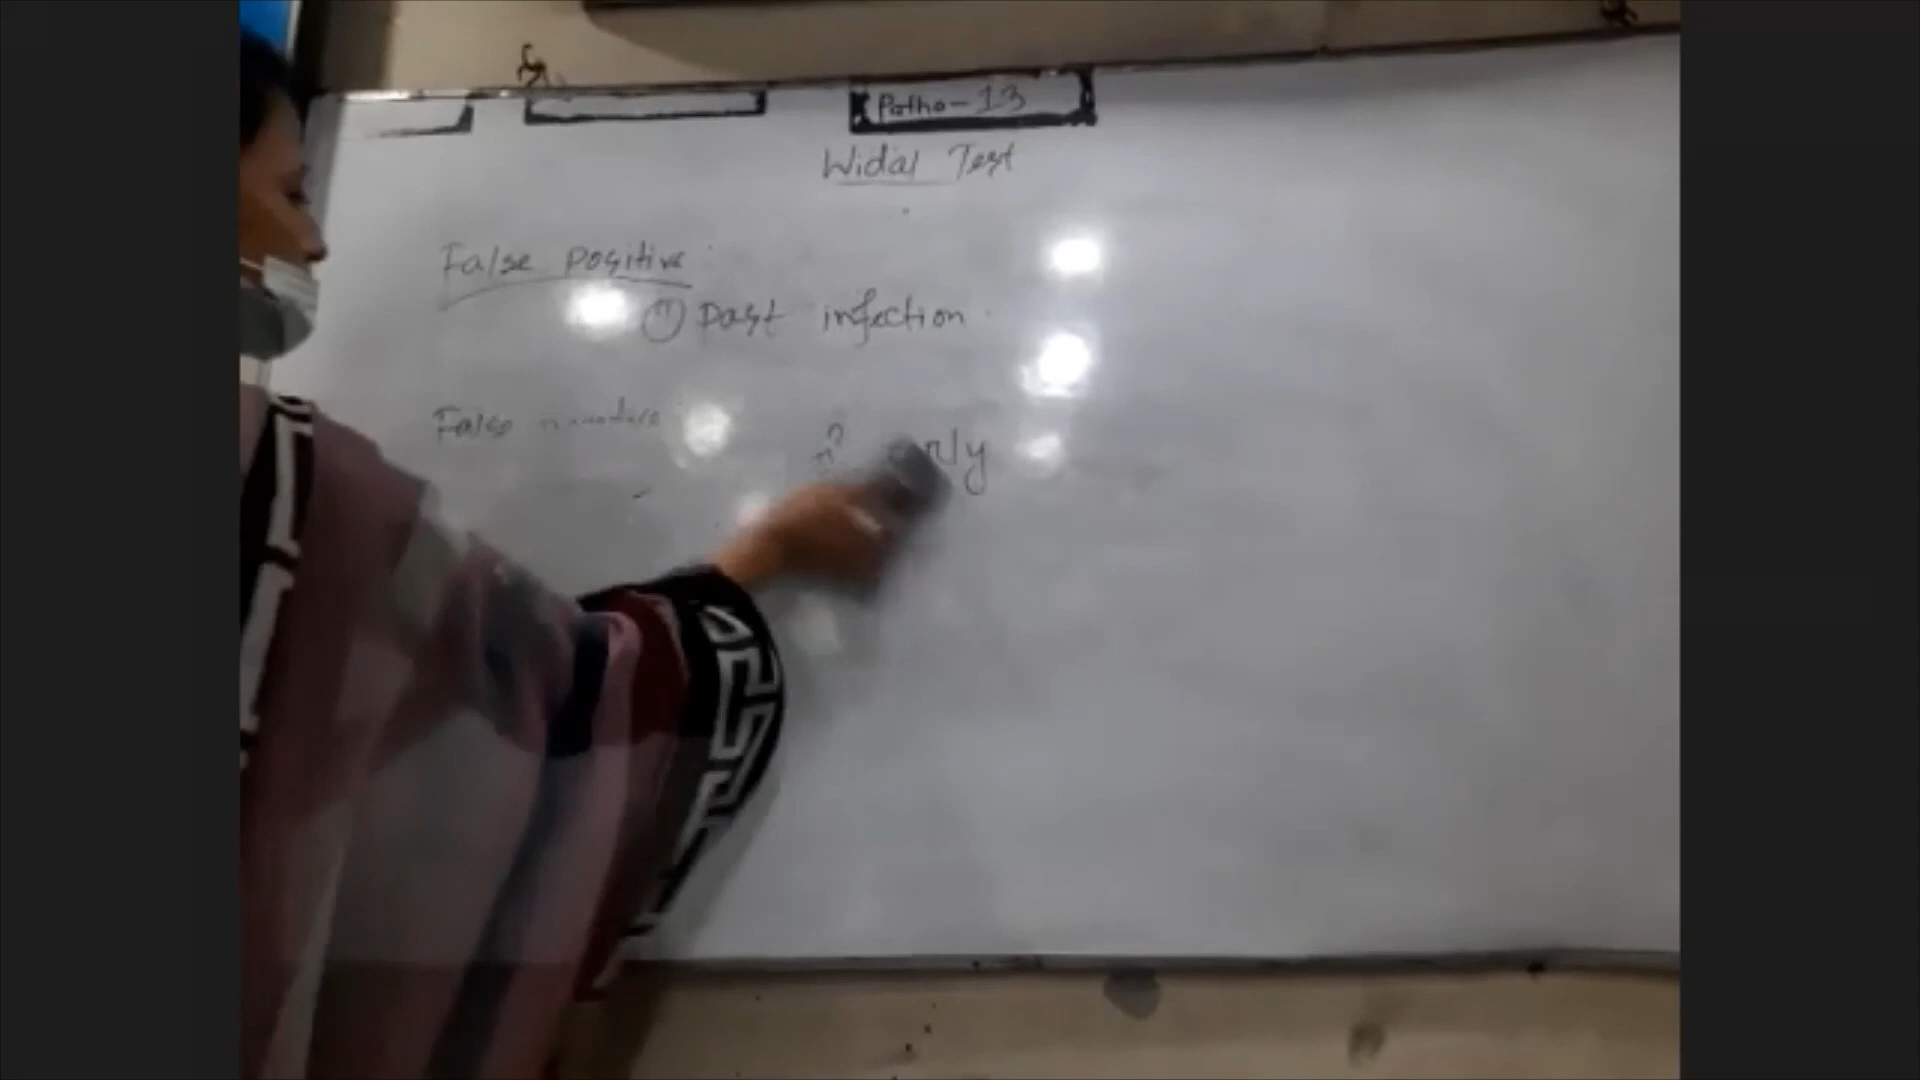 Patho-13
Widal Test
False positive
① past infection
False
early